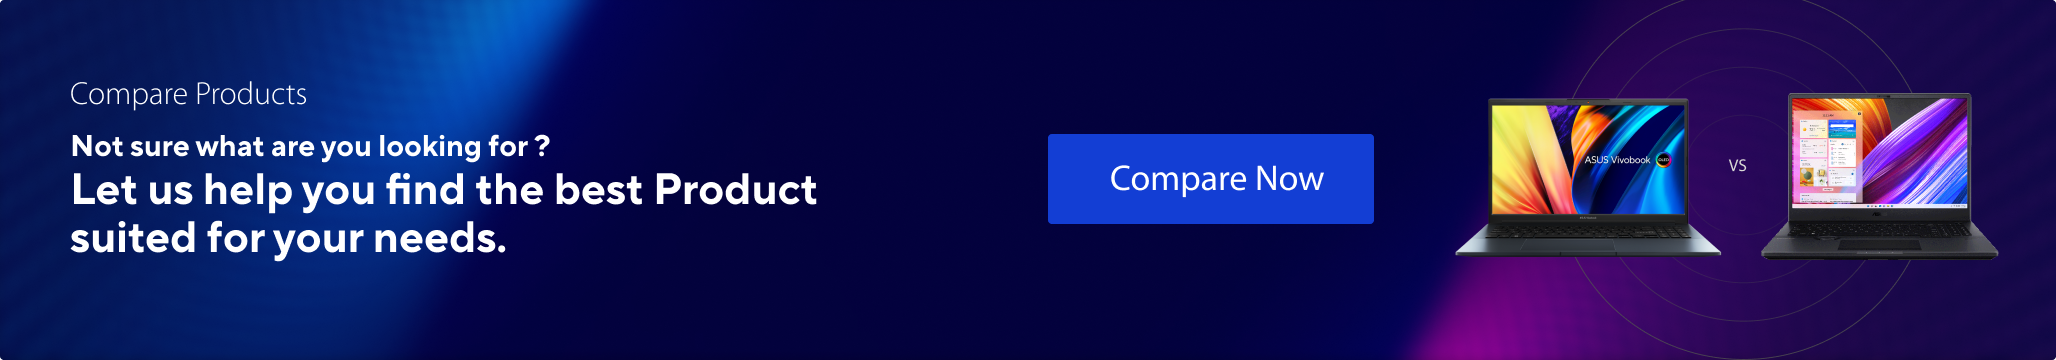 Compare Products
Not sure what are you looking for ?
Let us help you find the best Product
suited for your needs.
Compare Now
ASUS Vivobook
OLED
VS